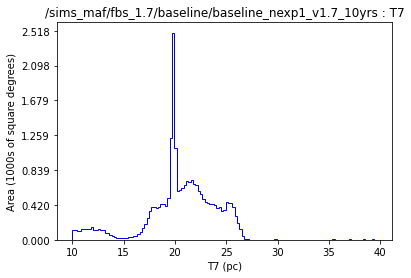 /sims_maf/fbs_1.7/baseline/baseline_nexp1_v1.7_10yrs : T7
Area (1000s of square degrees)
2.518
2.098
1.679
1.259
0.839
0.420
0.000
10 15 20 25 30 35 40
T7 (pc)